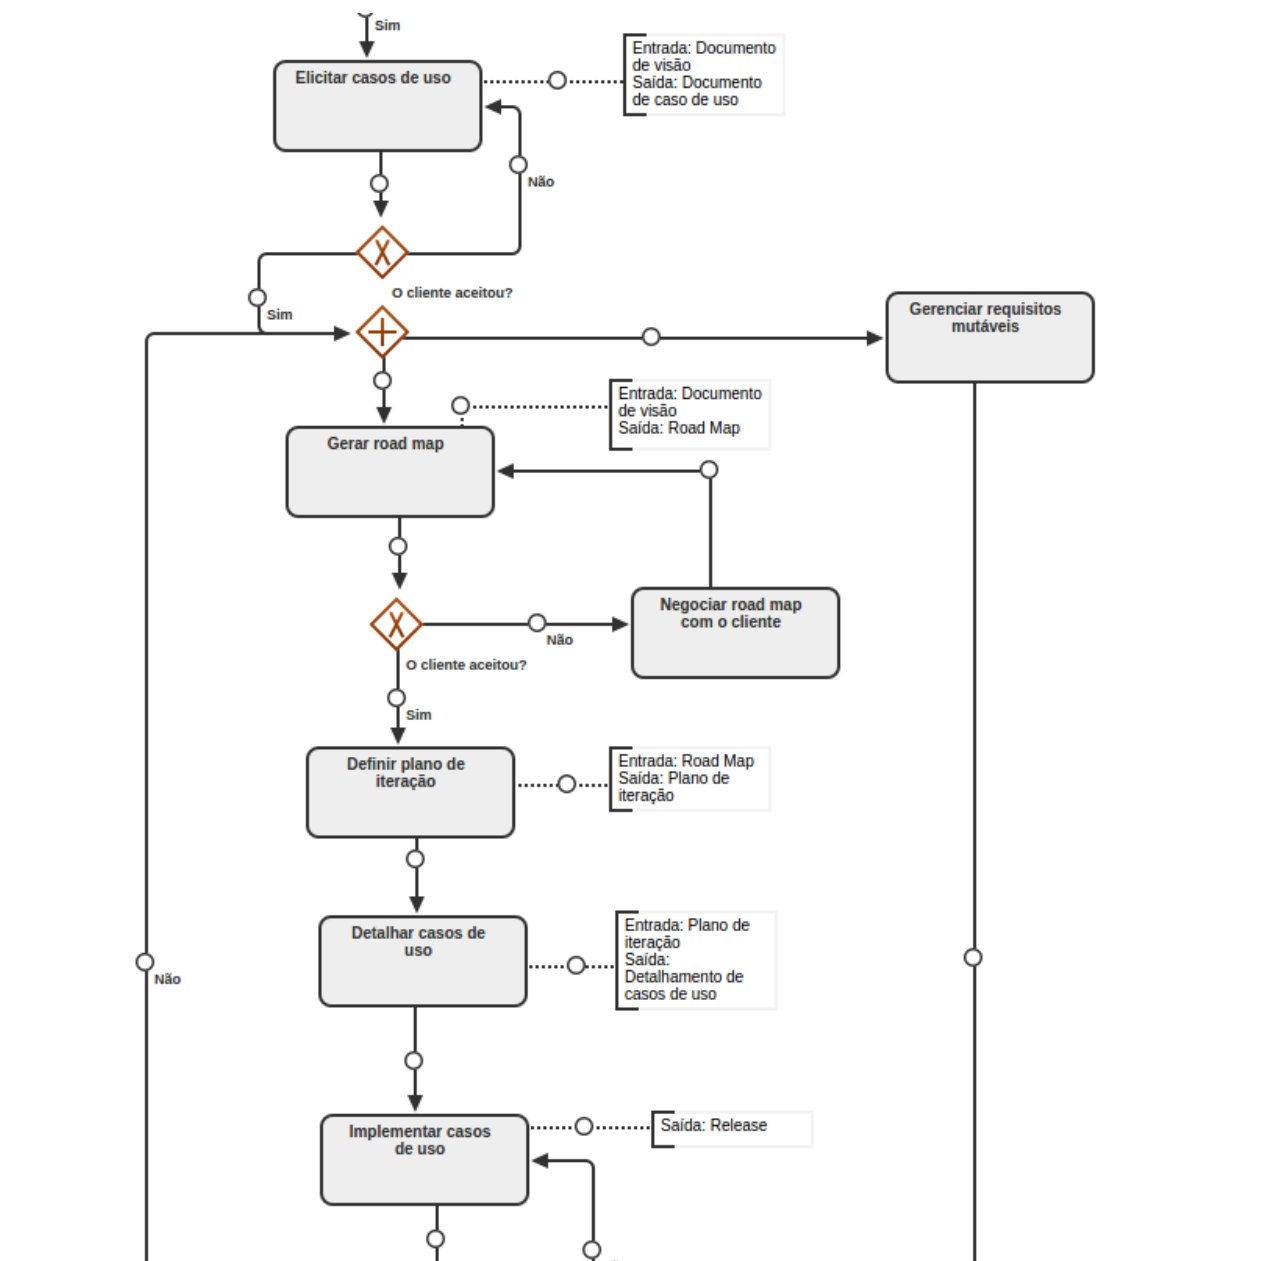 Sim
Elicitar casos de uso
Entrada: Documento
de visão
Saída: Documento
de caso de uso
Não
O cliente aceitou?
Sim
Gerenciar requisitos
mutáveis
Entrada: Documento
de visão
Saída: Road Map
Gerar road map
Negociar road map
com o cliente
Não
O cliente aceitou?
Sim
Definir plano de
iteração
Entrada: Road Map
Saída: Plano de
iteração
Detalhar casos de
uso
Entrada: Plano de
iteração
Saída:
Detalhamento de
casos de uso
Não
Implementar casos
de uso
Saída: Release